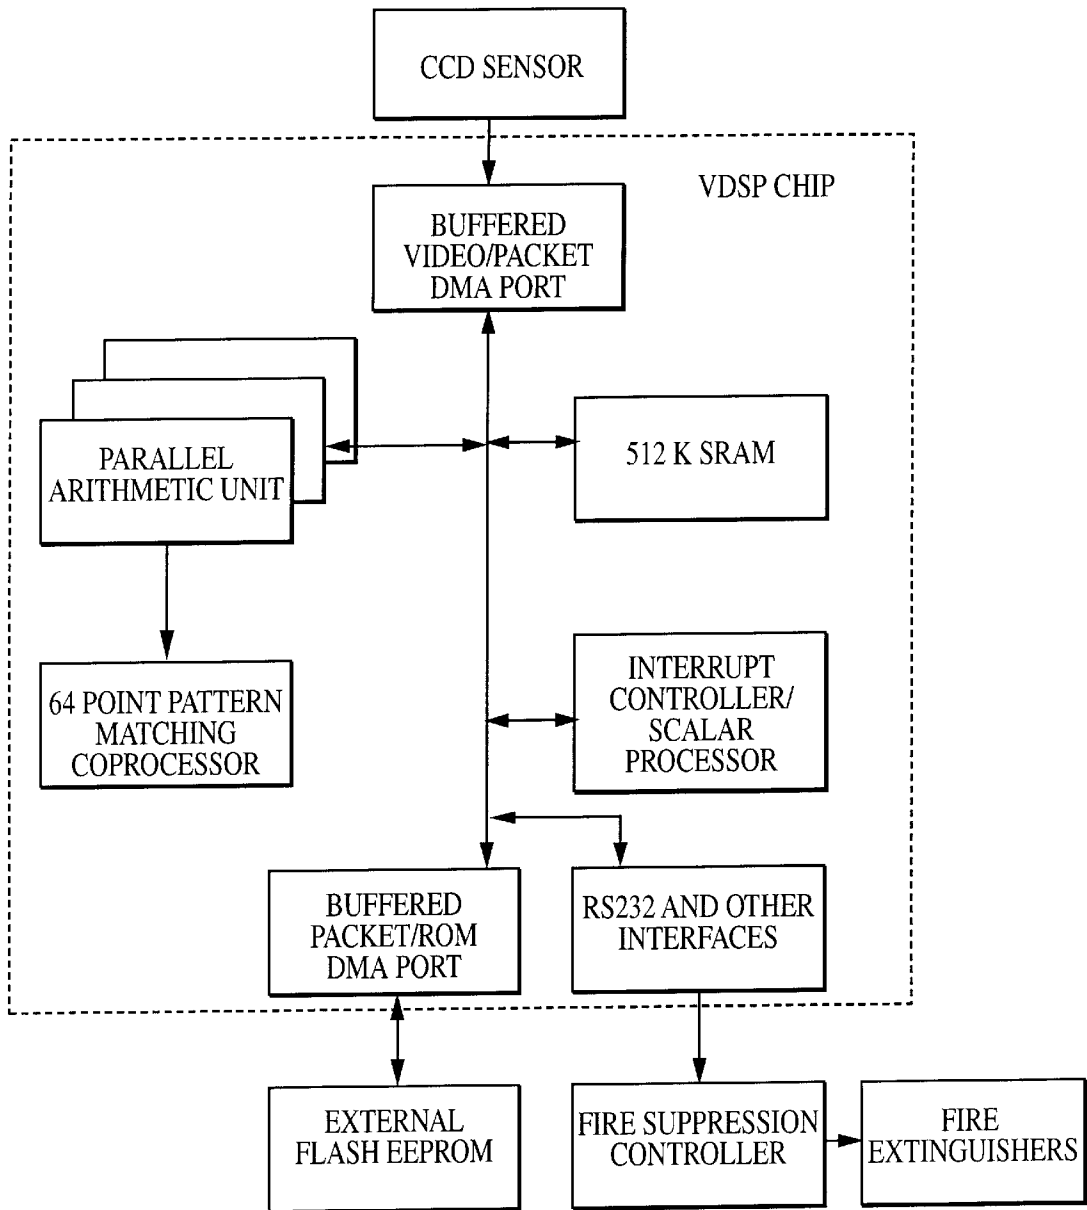 CCD SENSOR
VDSP CHIP
BUFFERED
VIDEO/PACKET
DMA PORT
PARALLEL
ARITHMETIC UNIT
512 K SRAM
64 POINT PATTERN
MATCHING
COPROCESSOR
INTERRUPT
CONTROLLER/
SCALAR
PROCESSOR
BUFFERED
PACKET/ROM
DMA PORT
RS232 AND OTHER
INTERFACES
EXTERNAL
FLASH EEPROM
FIRE SUPPRESSION
CONTROLLER
FIRE
EXTINGUISHERS